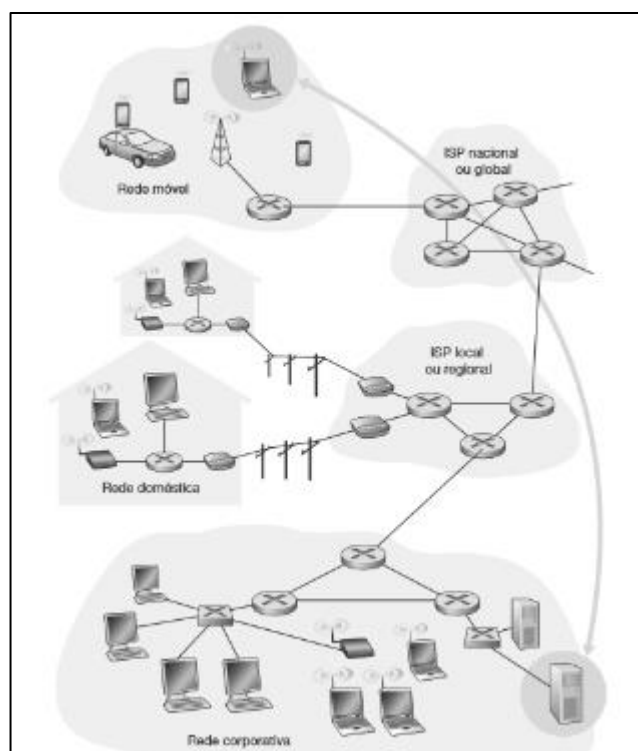 ISP nacional
ou global
Rede móvel
ISP local
ou regional
Rede doméstica
Rede corporativa